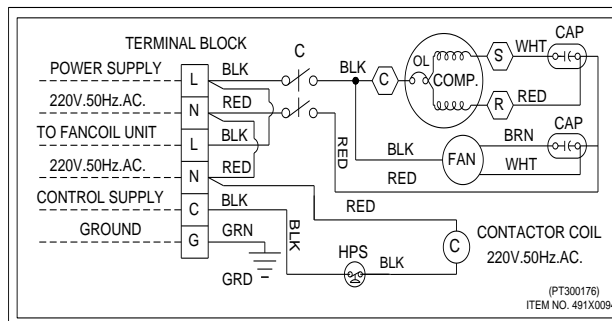 TERMINAL BLOCK
POWER SUPPLY
220V.50Hz.AC.
TO FANCOIL UNIT
220V.50Hz.AC.
CONTROL SUPPLY
GROUND
L
N
L
N
C
G
BLK
RED
BLK
RED
BLK
GRN
GRD
C
BLK
C
OL
COMP.
S
WHT
CAP
R
RED
BLK
FAN
BRN
CAP
WHT
RED
RED
RED
BLK
HPS
BLK
C
CONTACTOR COIL
220V.50Hz.AC.
(PT300176)
ITEM NO. 491X0094